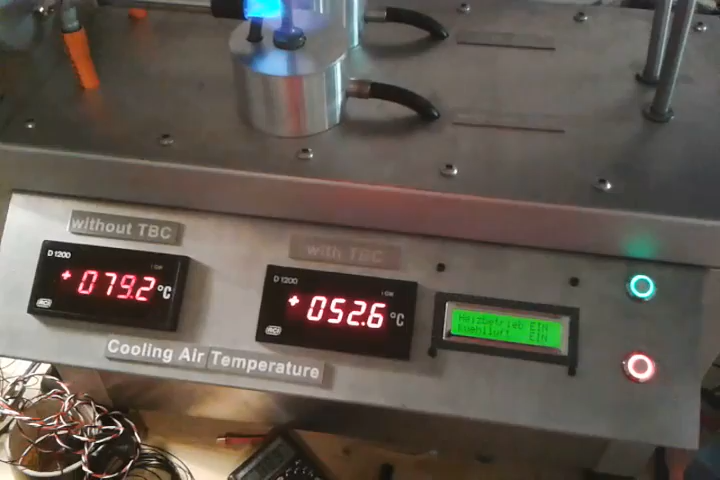 without TBC
with TBC
D 1200
+ 079.2 °C
D 1200
+ 052.6 °C
Heizbetrieb EIN
Kuehlluft EIN
Cooling Air Temperature